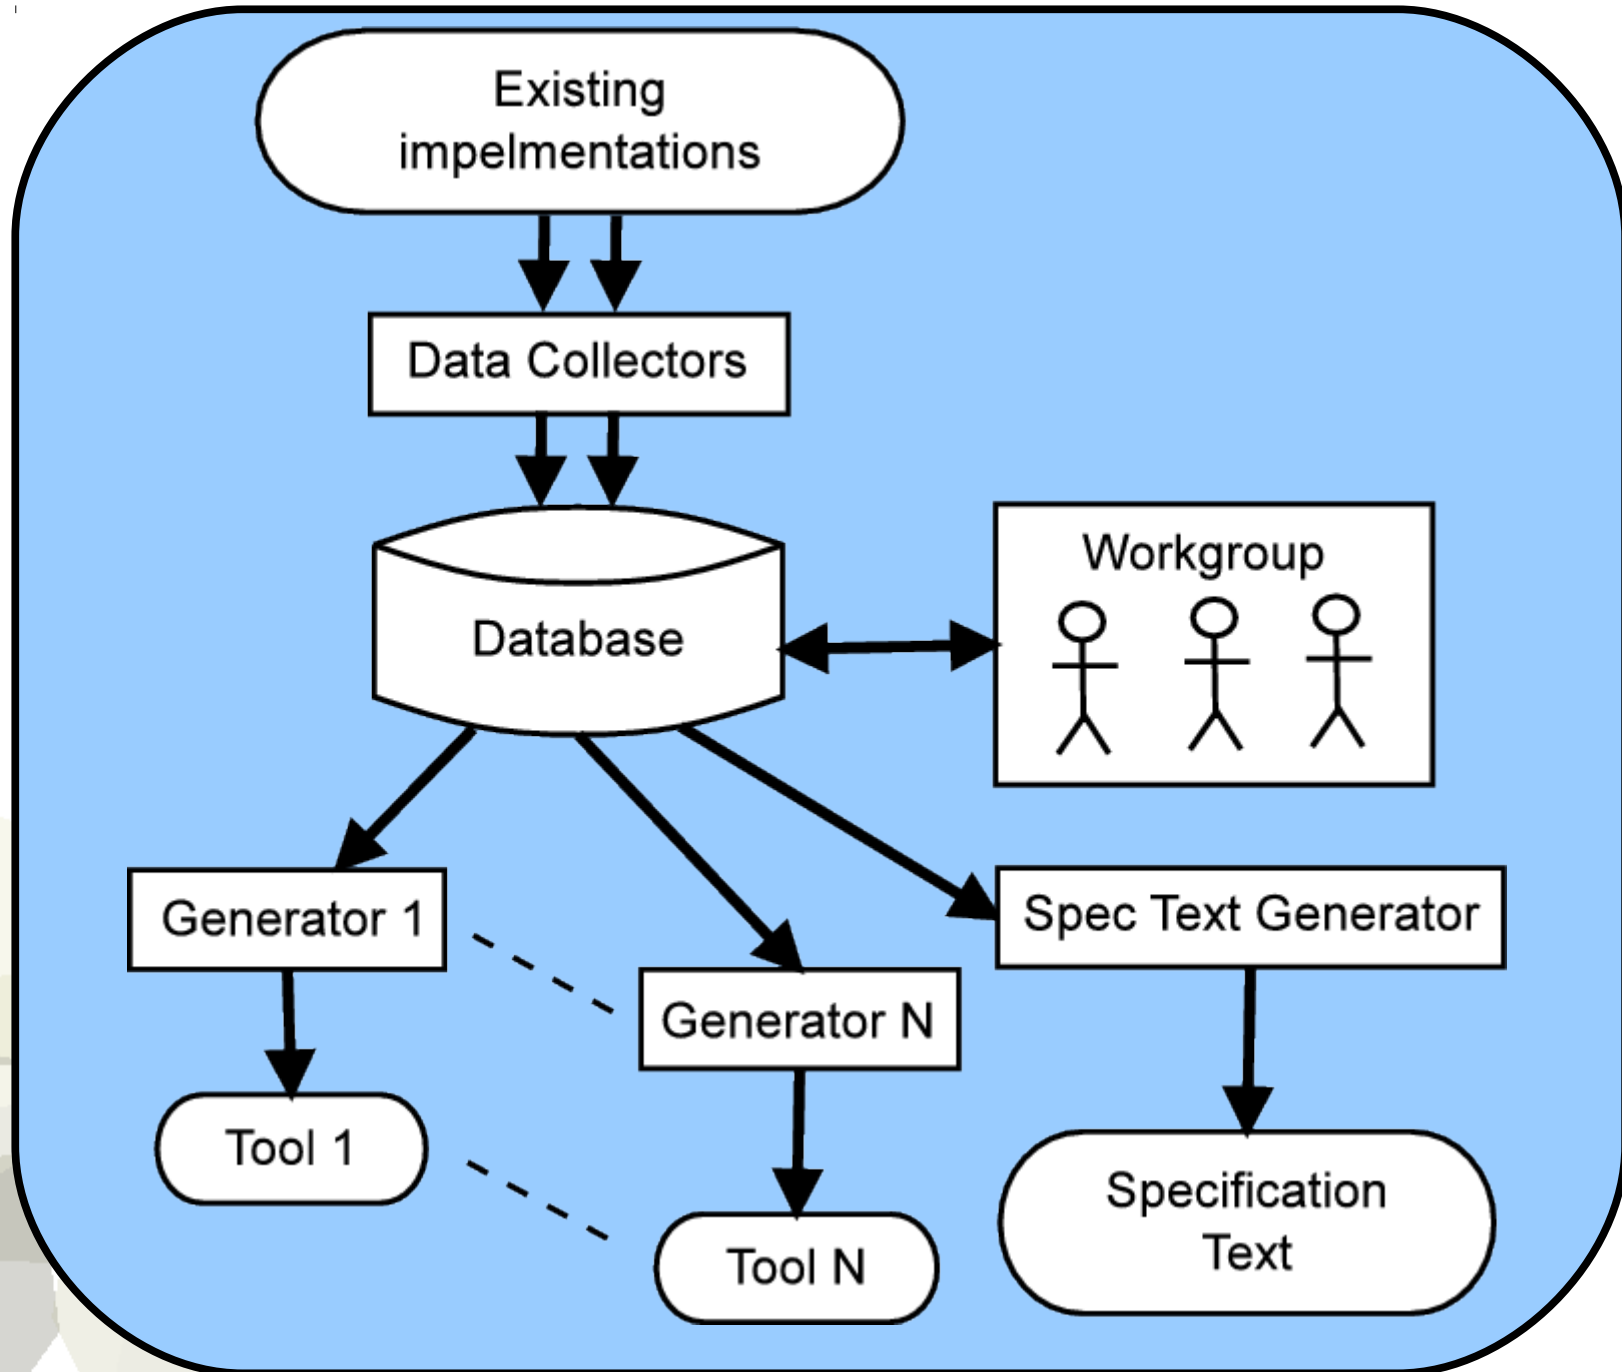 Existing
impelmentations
Data Collectors
Database
Workgroup
Generator 1
Spec Text Generator
Generator N
Tool 1
Specification
Text
Tool N